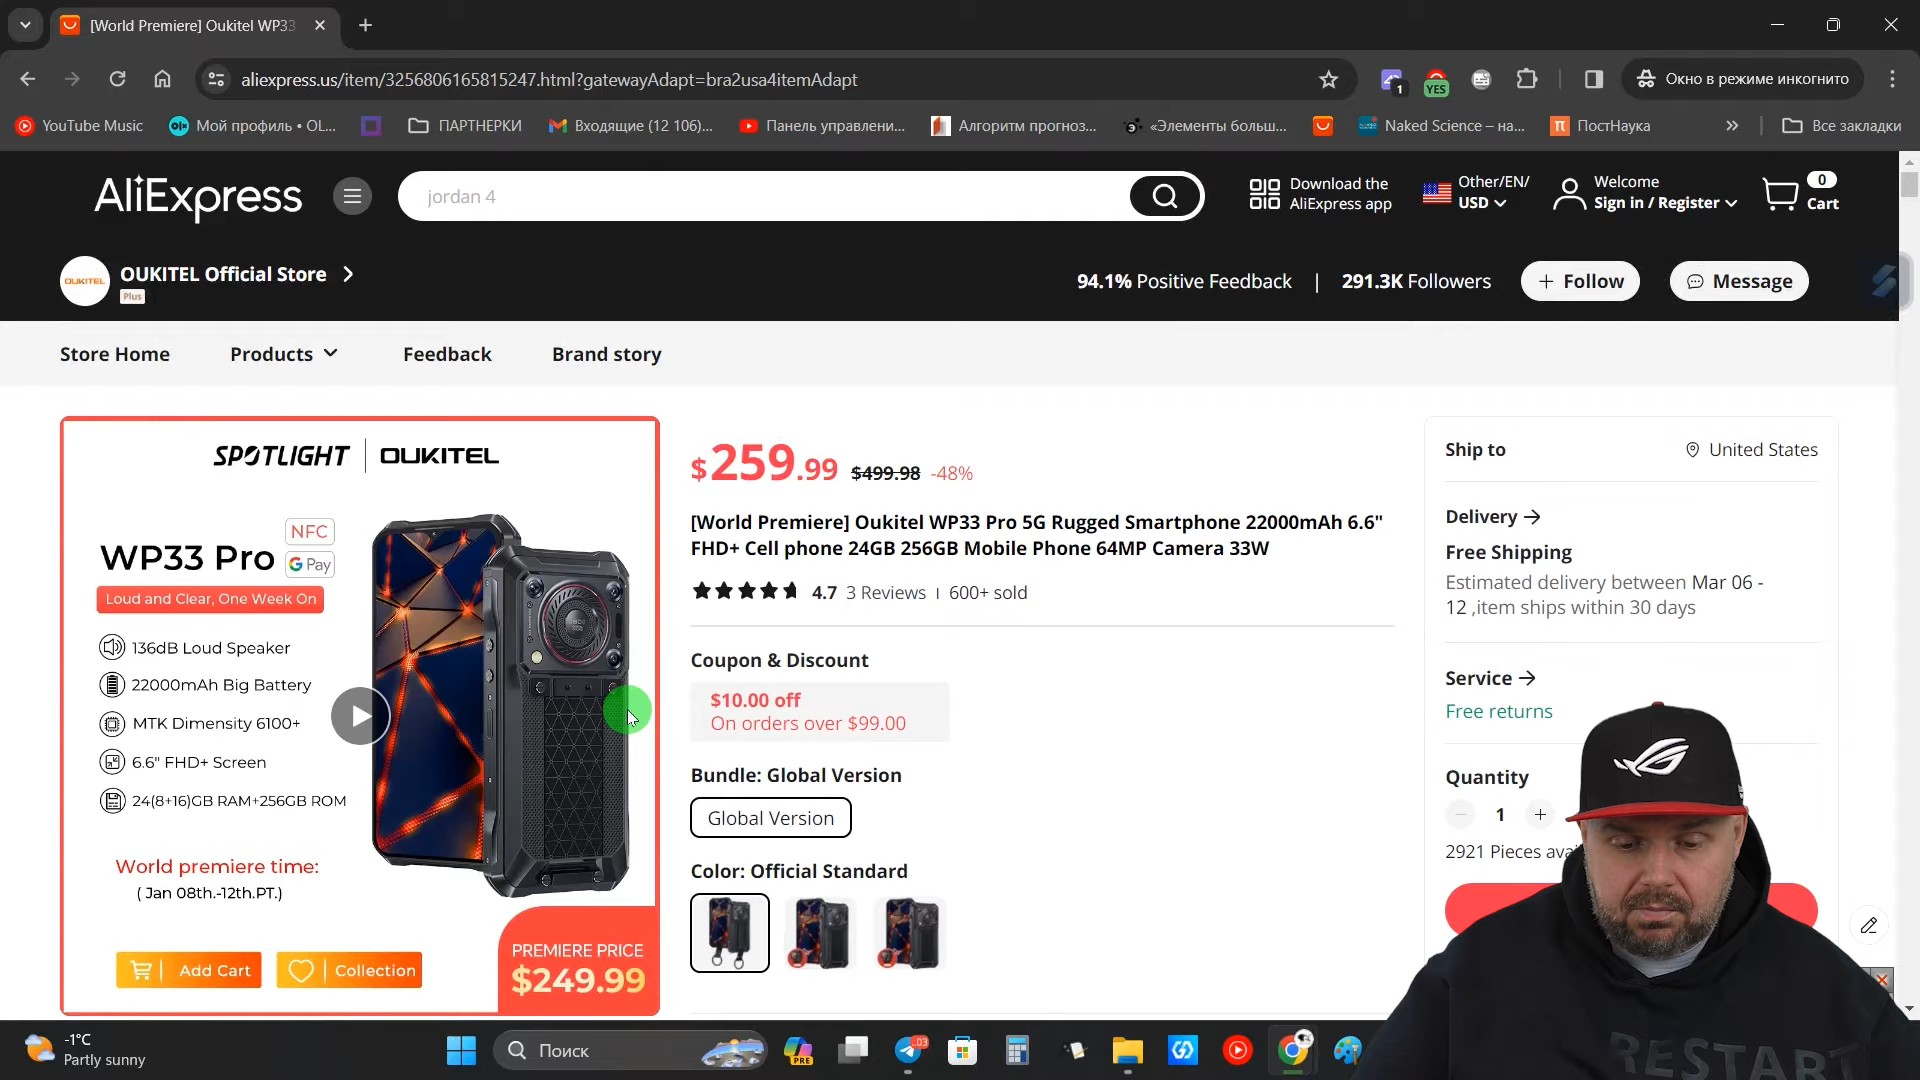 [World Premiere] Oukitel WP33
aliexpress.us/item/3256806165815247.html?gatewayAdapt=bra2usa4itemAdapt
1
YES
Окно в режиме инкогнито
YouTube Music
Мой профиль • OL...
ПАРТНЕРКИ
Входящие (12 106)...
Панель управлени...
Алгоритм прогноз...
«Элементы больш...
Naked Science – на...
ПостНаука
Все закладки
AliExpress
jordan 4
Download the
AliExpress app
Other/EN/
USD
Welcome
Sign in / Register
0
Cart
OUKITEL
OUKITEL Official Store
Plus
94.1% Positive Feedback | 291.3K Followers
+ Follow
Message
Store Home
Products
Feedback
Brand story
SPOTLIGHT | OUKITEL
NFC
WP33 Pro
G Pay
Loud and Clear, One Week On
136dB Loud Speaker
22000mAh Big Battery
MTK Dimensity 6100+
6.6" FHD+ Screen
24(8+16)GB RAM+256GB ROM
World premiere time:
( Jan 08th.-12th.PT.)
Add Cart
Collection
PREMIERE PRICE
$249.99
$259.99 $499.98 -48%
[World Premiere] Oukitel WP33 Pro 5G Rugged Smartphone 22000mAh 6.6"
FHD+ Cell phone 24GB 256GB Mobile Phone 64MP Camera 33W
4.7 3 Reviews | 600+ sold
Coupon & Discount
$10.00 off
On orders over $99.00
Bundle: Global Version
Global Version
Color: Official Standard
Ship to
United States
Delivery
Free Shipping
Estimated delivery between Mar 06 -
12 ,item ships within 30 days
Service
Free returns
Quantity
1
2921 Pieces avai
RESTART
-1°C
Partly sunny
Поиск
PRE
03